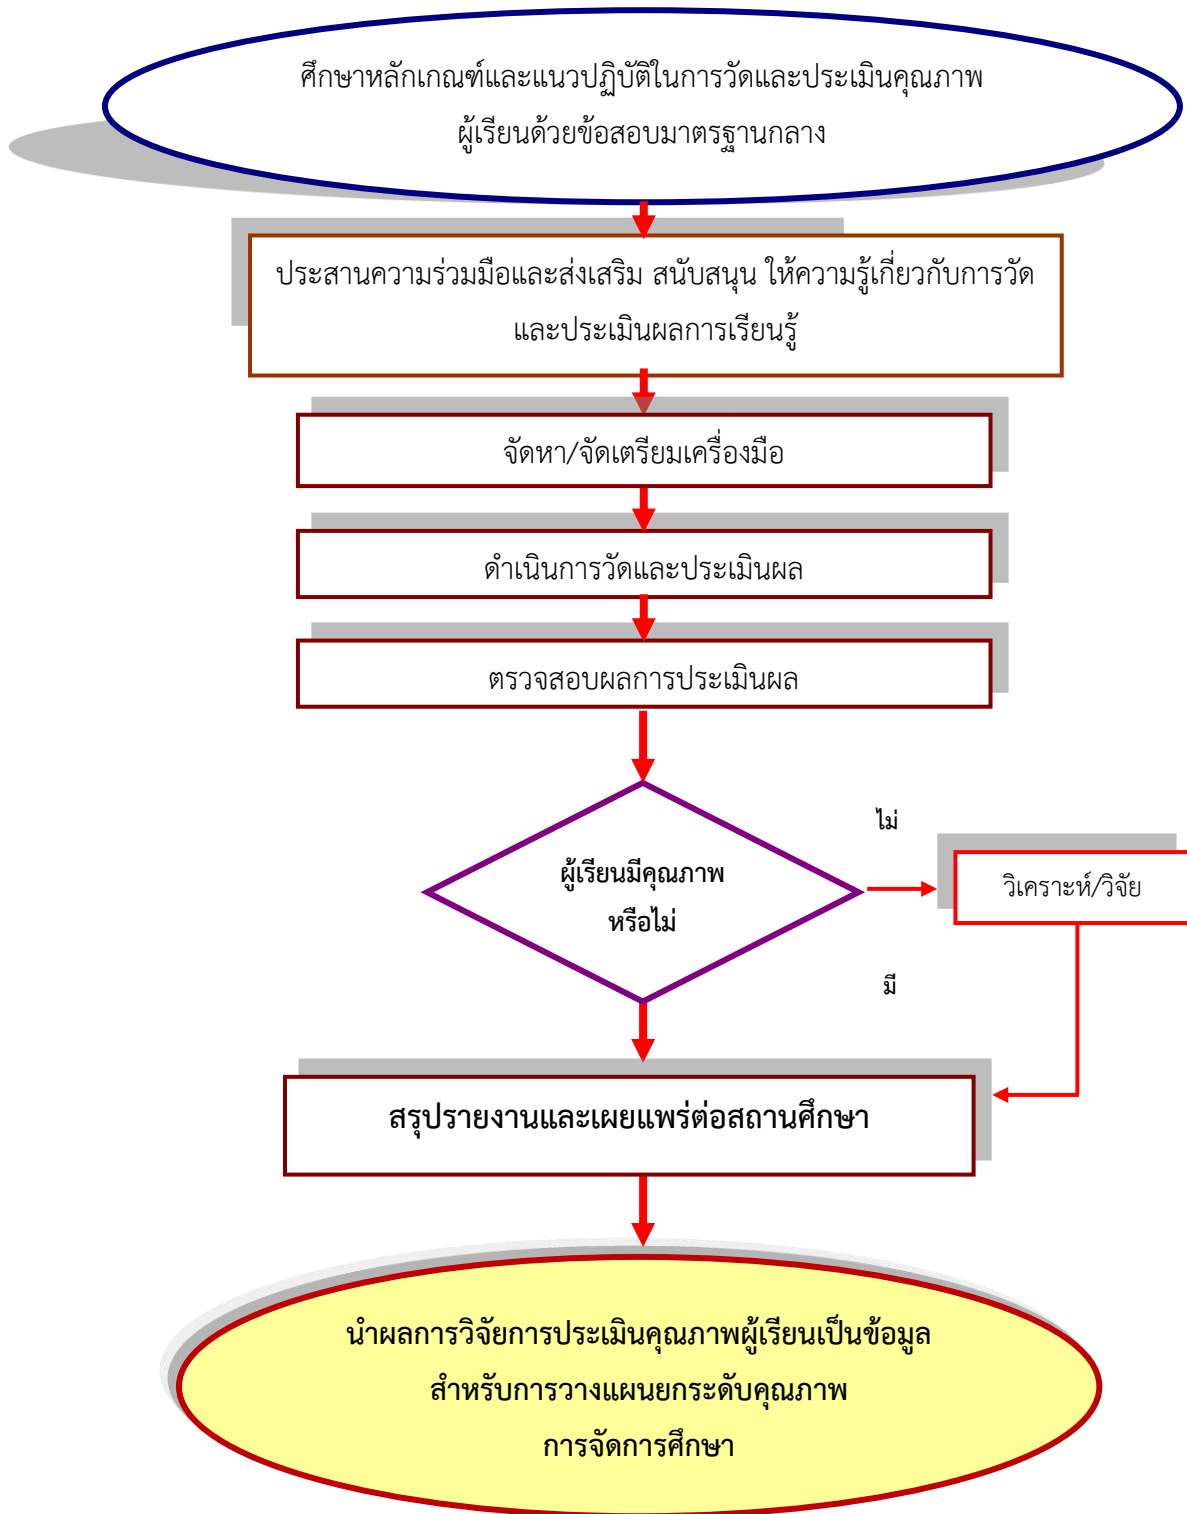 ศึกษาหลักเกณฑ์และแนวปฏิบัติในการวัดและประเมินคุณภาพ
ผู้เรียนด้วยข้อสอบมาตรฐานกลาง
ประสานความร่วมมือและส่งเสริม สนับสนุน ให้ความรู้เกี่ยวกับการวัด
และประเมินผลการเรียนรู้
จัดหา/จัดเตรียมเครื่องมือ
ดำเนินการวัดและประเมินผล
ตรวจสอบผลการประเมินผล
ไม่
ผู้เรียนมีคุณภาพ
หรือไม่
วิเคราะห์/วิจัย
มี
สรุปรายงานและเผยแพร่ต่อสถานศึกษา
นำผลการวิจัยการประเมินคุณภาพผู้เรียนเป็นข้อมูล
สำหรับการวางแผนยกระดับคุณภาพ
การจัดการศึกษา